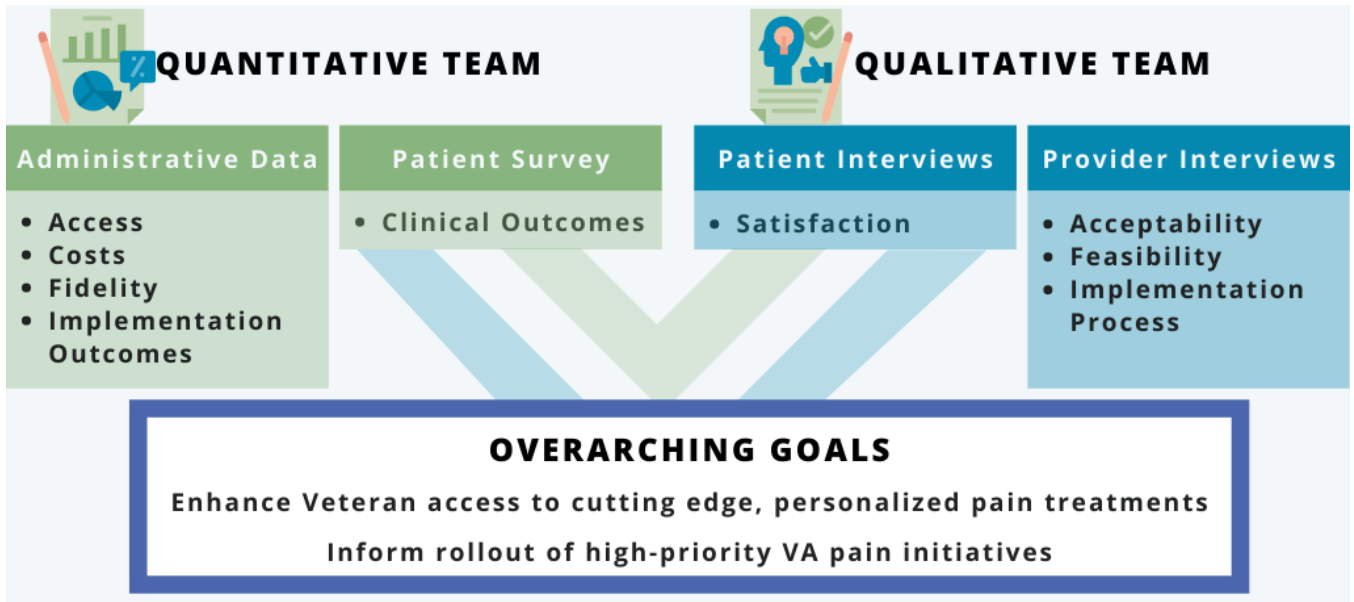 QUANTITATIVE TEAM
QUALITATIVE TEAM
Administrative Data
• Access
• Costs
• Fidelity
• Implementation
Outcomes
Patient Survey
• Clinical Outcomes
Patient Interviews
• Satisfaction
Provider Interviews
• Acceptability
• Feasibility
• Implementation
Process
OVERARCHING GOALS
Enhance Veteran access to cutting edge, personalized pain treatments
Inform rollout of high-priority VA pain initiatives